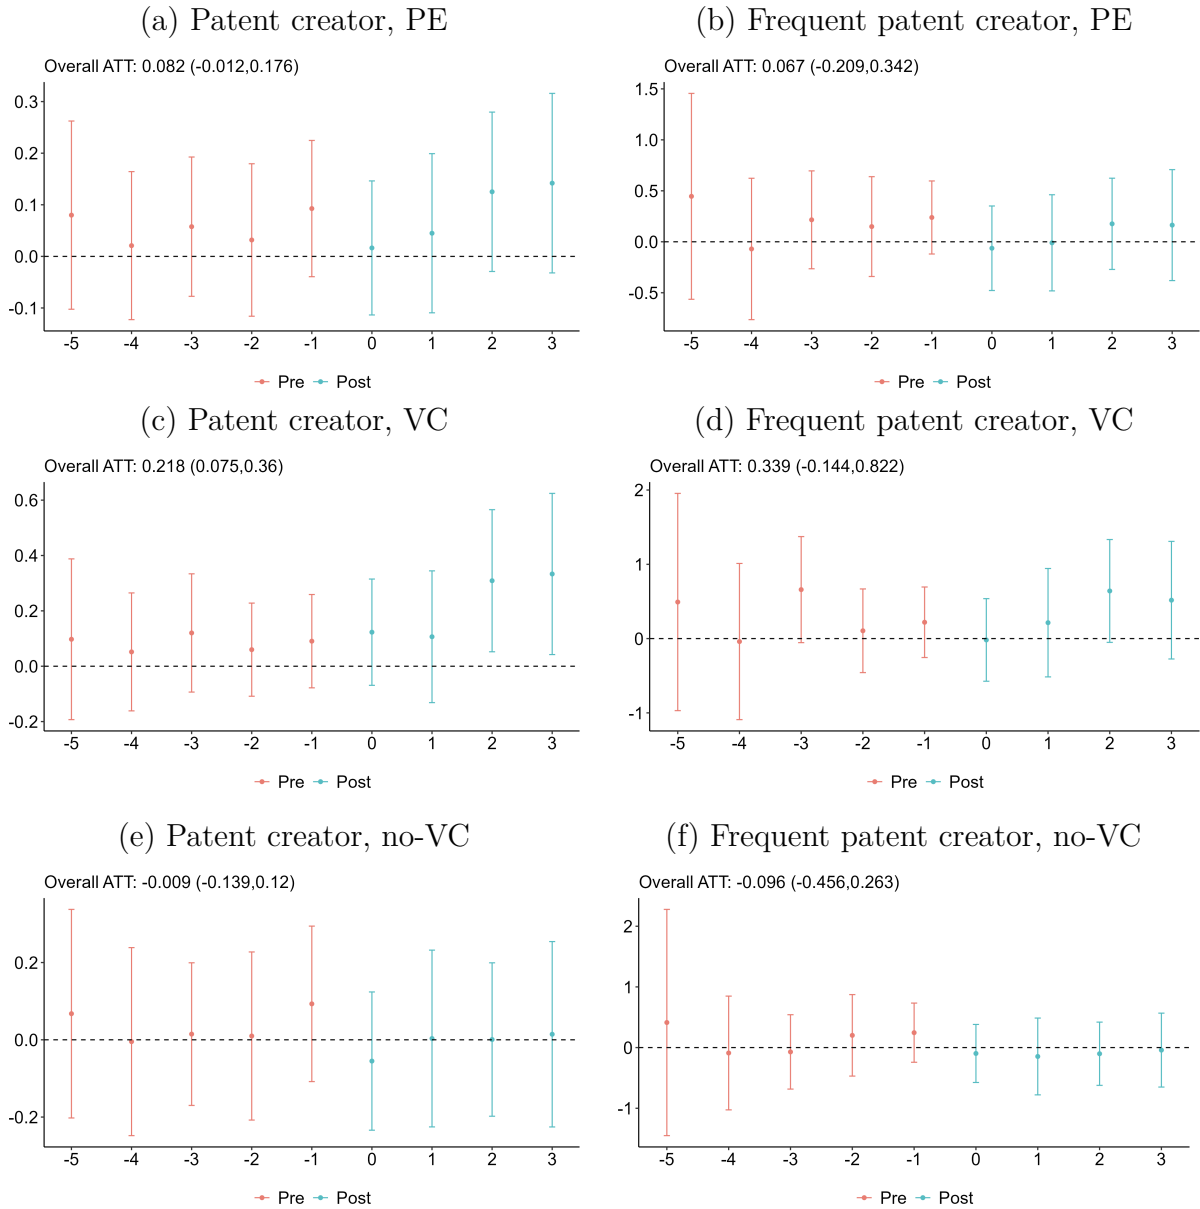 (a) Patent creator, PE
Overall ATT: 0.082 (-0.012,0.176)
0.3
0.2
0.1
0.0
-0.1
-5 -4 -3 -2 -1 0 1 2 3
Pre Post
(b) Frequent patent creator, PE
Overall ATT: 0.067 (-0.209,0.342)
1.5
1.0
0.5
0.0
-0.5
-5 -4 -3 -2 -1 0 1 2 3
Pre Post
(c) Patent creator, VC
Overall ATT: 0.218 (0.075,0.36)
0.6
0.4
0.2
0.0
-0.2
-5 -4 -3 -2 -1 0 1 2 3
Pre Post
(d) Frequent patent creator, VC
Overall ATT: 0.339 (-0.144,0.822)
2
1
0
-1
-5 -4 -3 -2 -1 0 1 2 3
Pre Post
(e) Patent creator, no-VC
Overall ATT: -0.009 (-0.139,0.12)
0.2
0.0
-0.2
-5 -4 -3 -2 -1 0 1 2 3
Pre Post
(f) Frequent patent creator, no-VC
Overall ATT: -0.096 (-0.456,0.263)
2
1
0
-1
-5 -4 -3 -2 -1 0 1 2 3
Pre Post